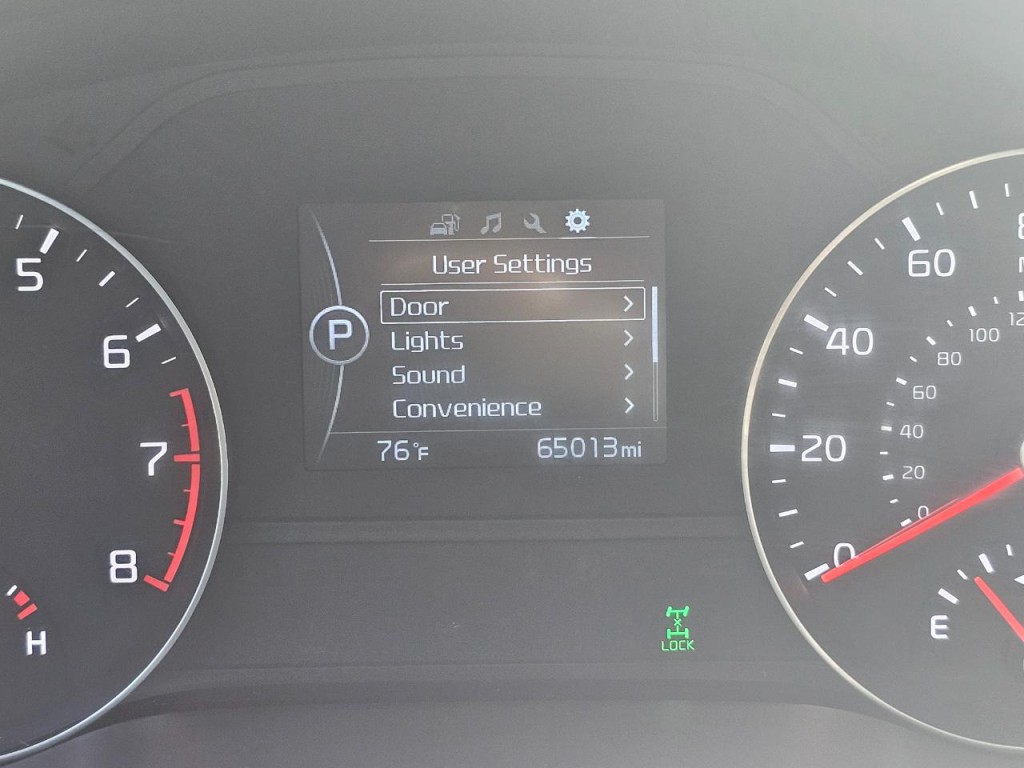 User Settings
Door
Lights
Sound
Convenience
P
76°F
65013mi
5
6
7
8
H
60
40
20
0
100
80
60
40
20
0
E
LOCK